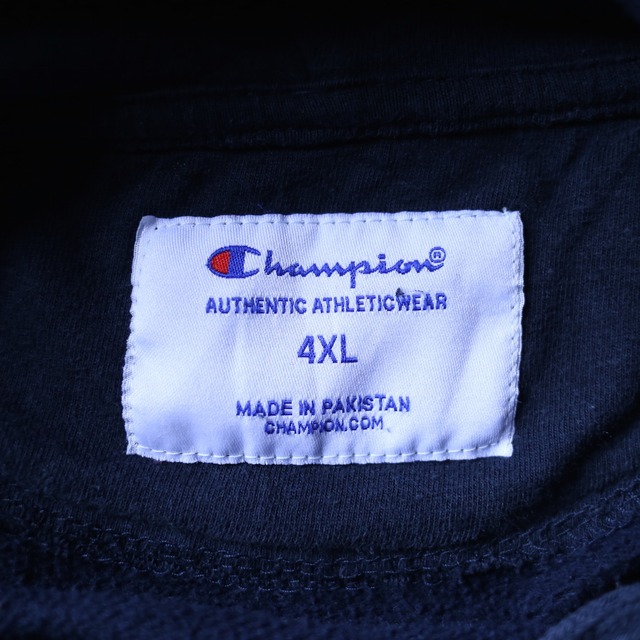 Champion®
AUTHENTIC ATHLETICWEAR
4XL
MADE IN PAKISTAN
CHAMPION.COM